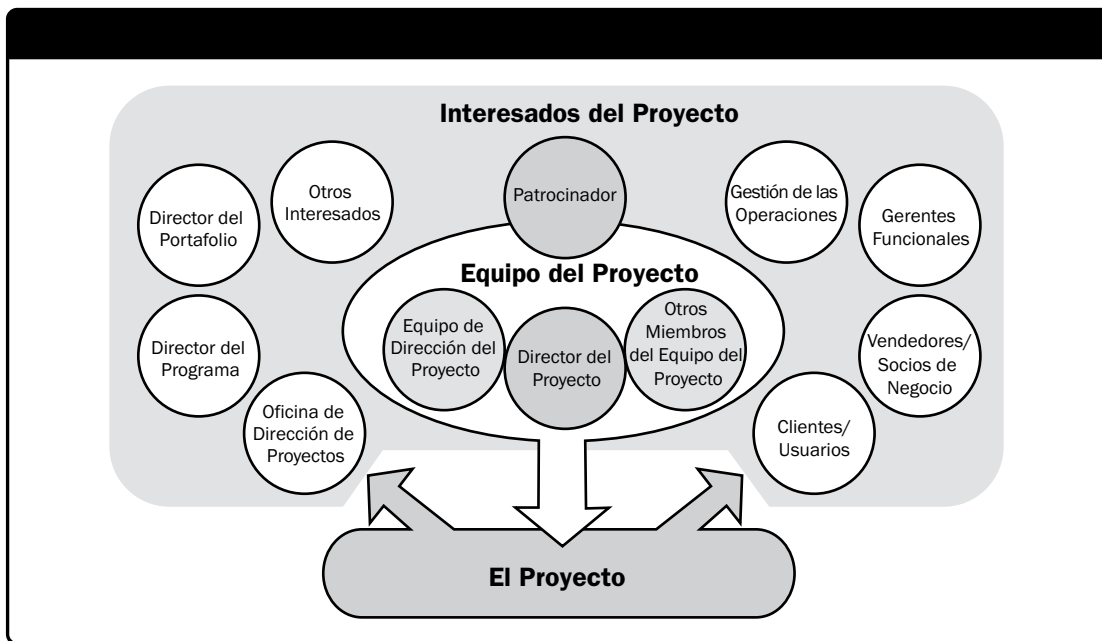 Interesados del Proyecto
Director del
Portafolio
Otros
Interesados
Patrocinador
Gestión de las
Operaciones
Gerentes
Funcionales
Equipo del Proyecto
Director del
Programa
Equipo de
Dirección del
Proyecto
Director del
Proyecto
Otros
Miembros
del Equipo del
Proyecto
Vendedores/
Socios de
Negocio
Oficina de
Dirección de
Proyectos
Clientes/
Usuarios
El Proyecto